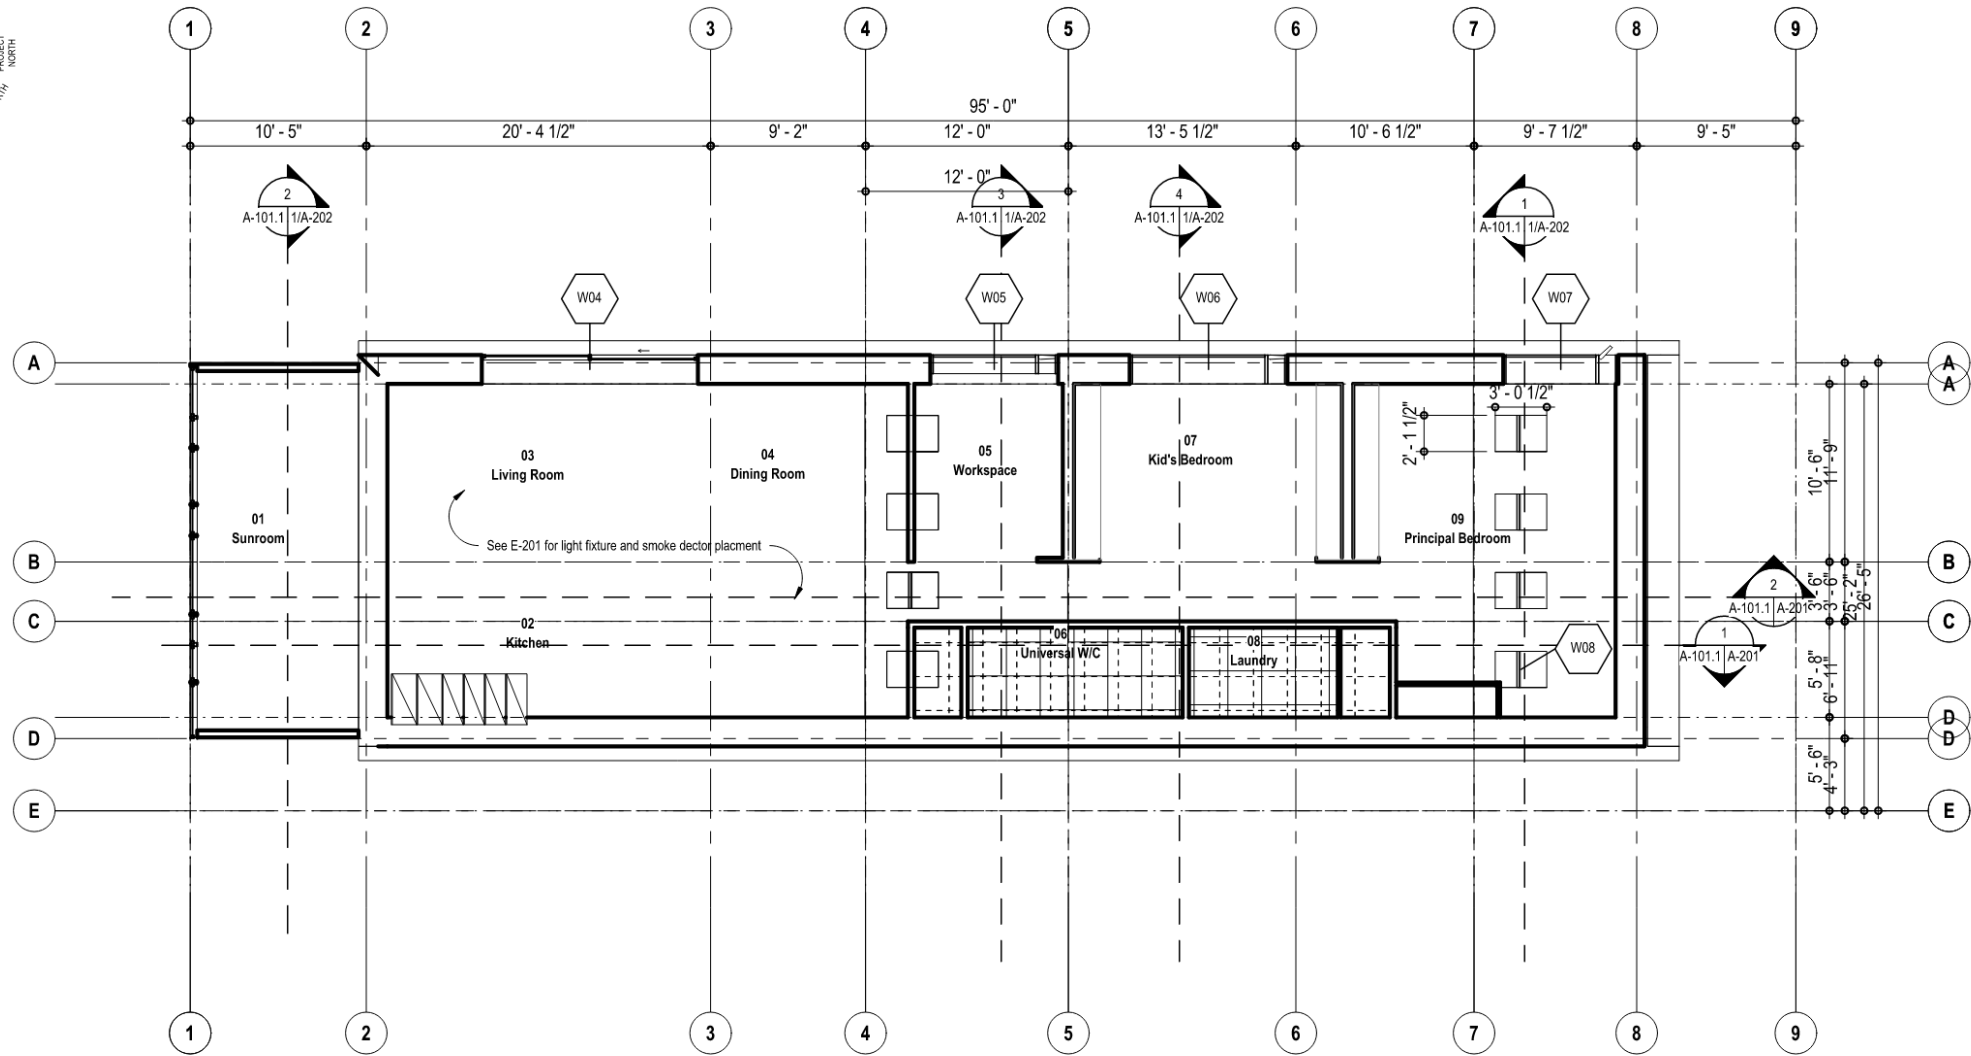 PROJECT
NORTH
1 2 3 4 5 6 7 8 9
95' - 0"
10' - 5" 20' - 4 1/2" 9' - 2" 12' - 0" 13' - 5 1/2" 10' - 6 1/2" 9' - 7 1/2" 9' - 5"
12' - 0"
2
A-101.1 1/A-202
3
A-101.1 1/A-202
4
A-101.1 1/A-202
1
A-101.1 1/A-202
W04 W05 W06 W07
A A
A
3' - 0 1/2"
2' - 1 1/2"
10' - 6"
11' - 9"
03
Living Room
04
Dining Room
05
Workspace
07
Kid's Bedroom
01
Sunroom
09
Principal Bedroom
See E-201 for light fixture and smoke dector placment
B B
3' - 6"
3' - 6"
25' - 2"
26' - 5"
2
A-101.1 A-201
C C
02
Kitchen
06
Universal W/C
08
Laundry
W08
1
A-101.1 A-201
5' - 8"
6' - 11"
D
D D
5' - 6"
4' - 3"
E E
1 2 3 4 5 6 7 8 9